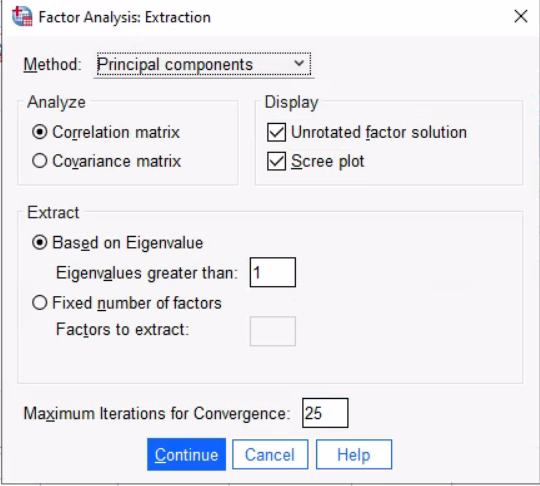 Factor Analysis: Extraction
Method: Principal components
Analyze
Correlation matrix
Covariance matrix
Display
Unrotated factor solution
Scree plot
Extract
Based on Eigenvalue
Eigenvalues greater than: 1
Fixed number of factors
Factors to extract:
Maximum Iterations for Convergence: 25
Continue Cancel Help